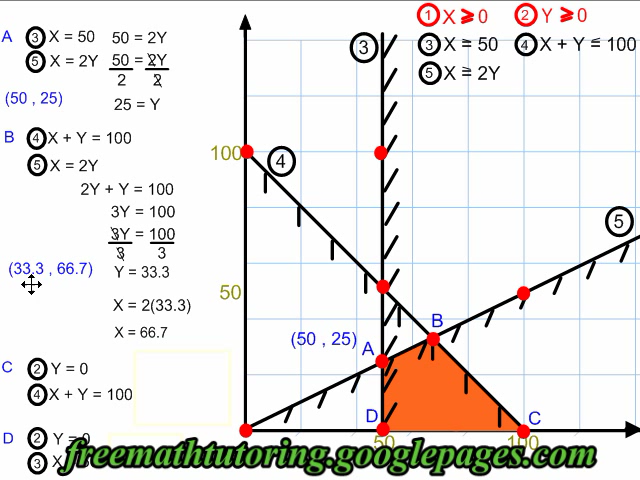 ① X ≥ 0 ② Y ≥ 0
③ X ≥ 50 ④ X + Y ≤ 100
⑤ X ≥ 2Y
A ③ X = 50 50 = 2Y
⑤ X = 2Y 50 = 2Y
2 2
(50 , 25) 25 = Y
B ④ X + Y = 100
⑤ X = 2Y
2Y + Y = 100
3Y = 100
3Y = 100
3 3
(33.3 , 66.7) Y = 33.3
X = 2(33.3)
X = 66.7
C ② Y = 0
④ X + Y = 100
D ② Y = 0
③ X
③
100
④
⑤
50
B
(50 , 25) A
D C
50 100
freemathtutoring.googlepages.com